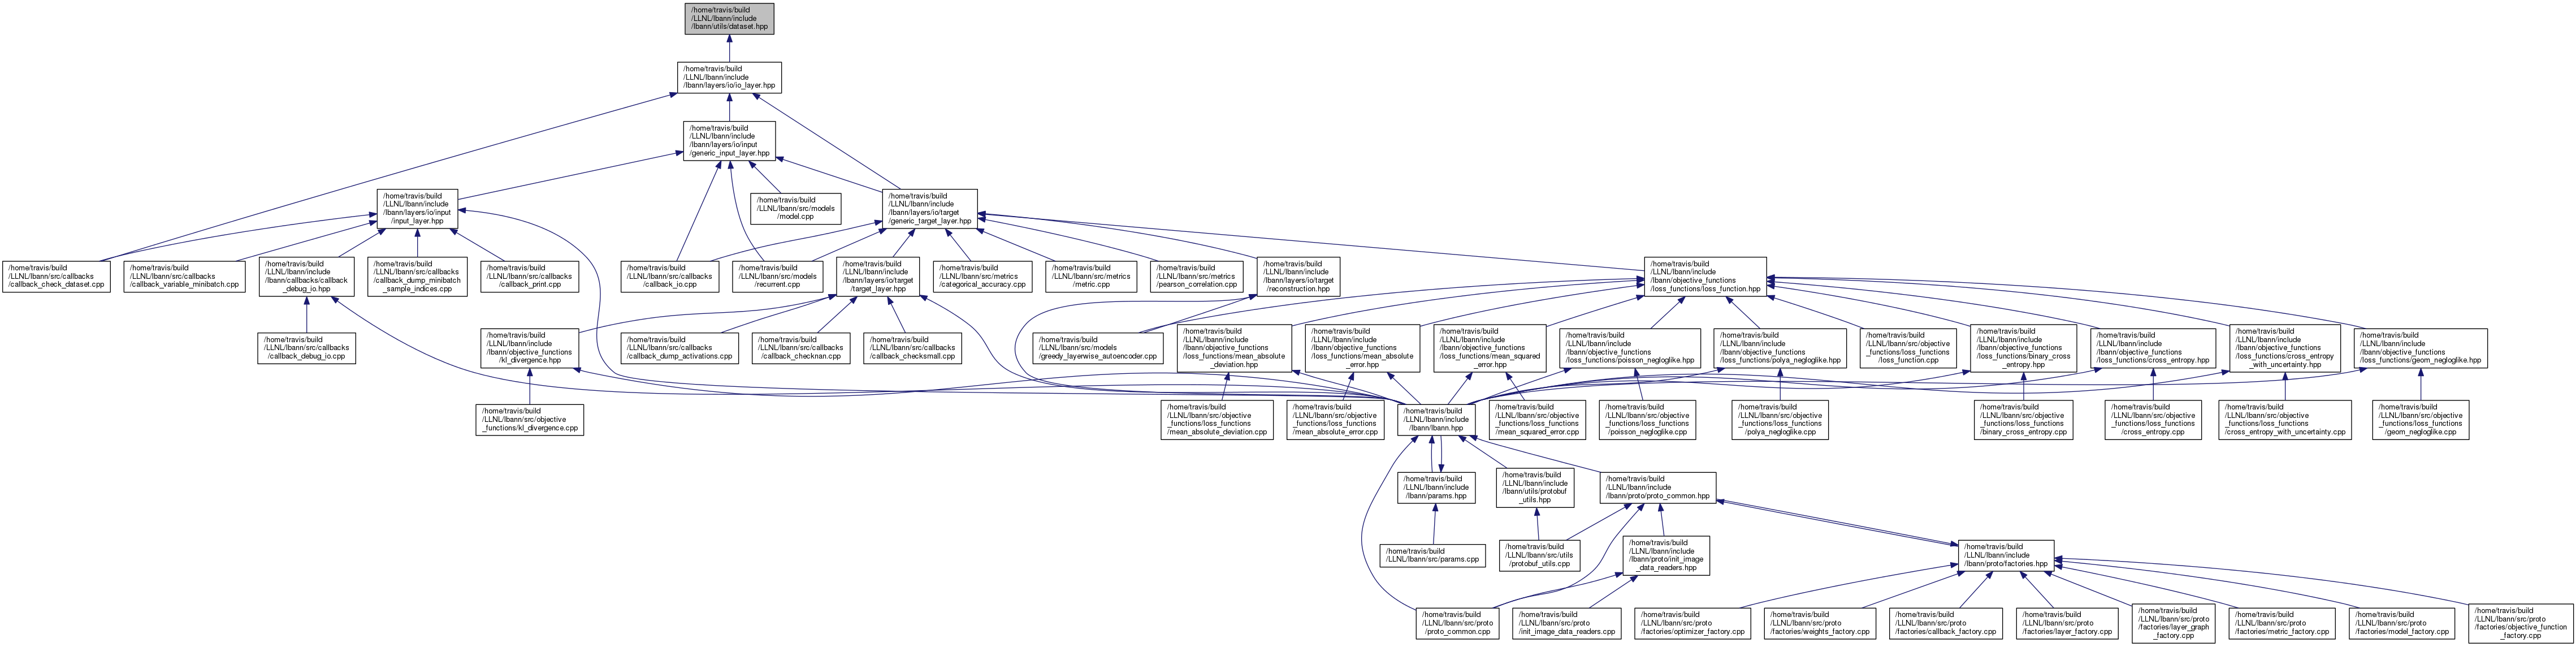 /home/travis/build
/LLNL/lbann/include
/lbann/utils/dataset.hpp
/home/travis/build
/LLNL/lbann/include
/lbann/layers/io/io_layer.hpp
/home/travis/build
/LLNL/lbann/include
/lbann/layers/io/input
/generic_input_layer.hpp
/home/travis/build
/LLNL/lbann/include
/lbann/layers/io/input
/input_layer.hpp
/home/travis/build
/LLNL/lbann/src/models
/model.cpp
/home/travis/build
/LLNL/lbann/include
/lbann/layers/io/target
/generic_target_layer.hpp
/home/travis/build
/LLNL/lbann/src/callbacks
/callback_check_dataset.cpp
/home/travis/build
/LLNL/lbann/src/callbacks
/callback_variable_minibatch.cpp
/home/travis/build
/LLNL/lbann/include
/lbann/callbacks/callback
_debug_io.hpp
/home/travis/build
/LLNL/lbann/src/callbacks
/callback_dump_minibatch
_sample_indices.cpp
/home/travis/build
/LLNL/lbann/src/callbacks
/callback_print.cpp
/home/travis/build
/LLNL/lbann/src/callbacks
/callback_io.cpp
/home/travis/build
/LLNL/lbann/src/models
/recurrent.cpp
/home/travis/build
/LLNL/lbann/include
/lbann/layers/io/target
/target_layer.hpp
/home/travis/build
/LLNL/lbann/src/metrics
/categorical_accuracy.cpp
/home/travis/build
/LLNL/lbann/src/metrics
/metric.cpp
/home/travis/build
/LLNL/lbann/src/metrics
/pearson_correlation.cpp
/home/travis/build
/LLNL/lbann/include
/lbann/layers/io/target
/reconstruction.hpp
/home/travis/build
/LLNL/lbann/include
/lbann/objective_functions
/loss_functions/loss_function.hpp
/home/travis/build
/LLNL/lbann/src/callbacks
/callback_debug_io.cpp
/home/travis/build
/LLNL/lbann/include
/lbann/objective_functions
/kl_divergence.hpp
/home/travis/build
/LLNL/lbann/src/callbacks
/callback_dump_activations.cpp
/home/travis/build
/LLNL/lbann/src/callbacks
/callback_checknan.cpp
/home/travis/build
/LLNL/lbann/src/callbacks
/callback_checksmall.cpp
/home/travis/build
/LLNL/lbann/src/models
/greedy_layerwise_autoencoder.cpp
/home/travis/build
/LLNL/lbann/include
/lbann/objective_functions
/loss_functions/mean_absolute
_deviation.hpp
/home/travis/build
/LLNL/lbann/include
/lbann/objective_functions
/loss_functions/mean_absolute
_error.hpp
/home/travis/build
/LLNL/lbann/include
/lbann/objective_functions
/loss_functions/mean_squared
_error.hpp
/home/travis/build
/LLNL/lbann/include
/lbann/objective_functions
/loss_functions/poisson_negloglike.hpp
/home/travis/build
/LLNL/lbann/include
/lbann/objective_functions
/loss_functions/polya_negloglike.hpp
/home/travis/build
/LLNL/lbann/src/objective
_functions/loss_functions
/loss_function.cpp
/home/travis/build
/LLNL/lbann/include
/lbann/objective_functions
/loss_functions/binary_cross
_entropy.hpp
/home/travis/build
/LLNL/lbann/include
/lbann/objective_functions
/loss_functions/cross_entropy.hpp
/home/travis/build
/LLNL/lbann/include
/lbann/objective_functions
/loss_functions/cross_entropy
_with_uncertainty.hpp
/home/travis/build
/LLNL/lbann/include
/lbann/objective_functions
/loss_functions/geom_negloglike.hpp
/home/travis/build
/LLNL/lbann/src/objective
_functions/kl_divergence.cpp
/home/travis/build
/LLNL/lbann/src/objective
_functions/loss_functions
/mean_absolute_deviation.cpp
/home/travis/build
/LLNL/lbann/src/objective
_functions/loss_functions
/mean_absolute_error.cpp
/home/travis/build
/LLNL/lbann/include
/lbann/lbann.hpp
/home/travis/build
/LLNL/lbann/src/objective
_functions/loss_functions
/mean_squared_error.cpp
/home/travis/build
/LLNL/lbann/src/objective
_functions/loss_functions
/poisson_negloglike.cpp
/home/travis/build
/LLNL/lbann/src/objective
_functions/loss_functions
/polya_negloglike.cpp
/home/travis/build
/LLNL/lbann/src/objective
_functions/loss_functions
/binary_cross_entropy.cpp
/home/travis/build
/LLNL/lbann/src/objective
_functions/loss_functions
/cross_entropy.cpp
/home/travis/build
/LLNL/lbann/src/objective
_functions/loss_functions
/cross_entropy_with_uncertainty.cpp
/home/travis/build
/LLNL/lbann/src/objective
_functions/loss_functions
/geom_negloglike.cpp
/home/travis/build
/LLNL/lbann/include
/lbann/params.hpp
/home/travis/build
/LLNL/lbann/include
/lbann/utils/protobuf
_utils.hpp
/home/travis/build
/LLNL/lbann/include
/lbann/proto/proto_common.hpp
/home/travis/build
/LLNL/lbann/src/params.cpp
/home/travis/build
/LLNL/lbann/src/utils
/protobuf_utils.cpp
/home/travis/build
/LLNL/lbann/include
/lbann/proto/init_image
_data_readers.hpp
/home/travis/build
/LLNL/lbann/include
/lbann/proto/factories.hpp
/home/travis/build
/LLNL/lbann/src/proto
/proto_common.cpp
/home/travis/build
/LLNL/lbann/src/proto
/init_image_data_readers.cpp
/home/travis/build
/LLNL/lbann/src/proto
/factories/optimizer_factory.cpp
/home/travis/build
/LLNL/lbann/src/proto
/factories/weights_factory.cpp
/home/travis/build
/LLNL/lbann/src/proto
/factories/callback_factory.cpp
/home/travis/build
/LLNL/lbann/src/proto
/factories/layer_factory.cpp
/home/travis/build
/LLNL/lbann/src/proto
/factories/layer_graph
_factory.cpp
/home/travis/build
/LLNL/lbann/src/proto
/factories/metric_factory.cpp
/home/travis/build
/LLNL/lbann/src/proto
/factories/model_factory.cpp
/home/travis/build
/LLNL/lbann/src/proto
/factories/objective_function
_factory.cpp